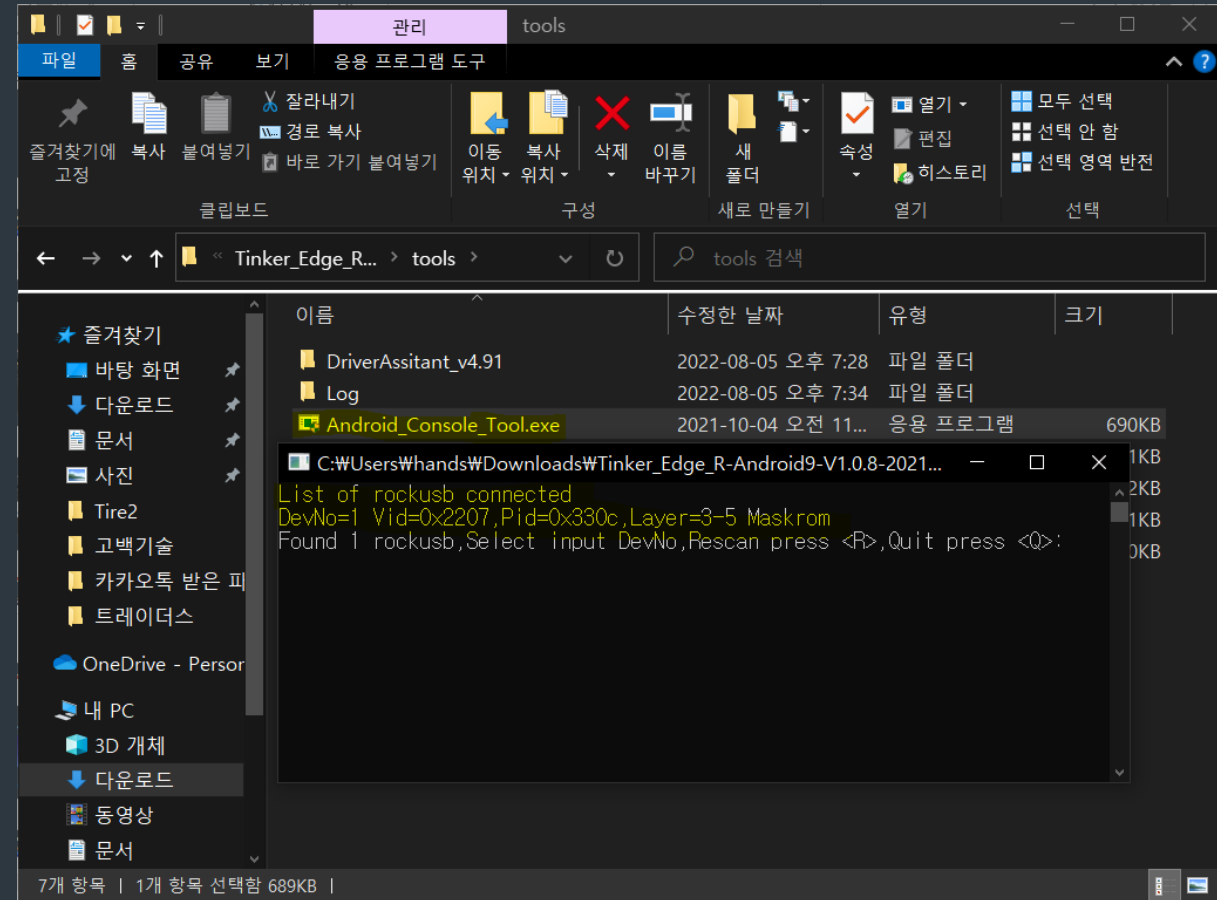 관리 tools
파일 홈 공유 보기 응용 프로그램 도구
즐겨찾기에 고정
복사
붙여넣기
잘라내기
경로 복사
바로 가기 붙여넣기
이동 위치
복사 위치
삭제
이름 바꾸기
새 폴더
속성
열기
편집
히스토리
모두 선택
선택 안 함
선택 영역 반전
클립보드 구성 새로 만들기 열기 선택
« Tinker_Edge_R... > tools >
tools 검색
이름 수정한 날짜 유형 크기
DriverAssitant_v4.91 2022-08-05 오후 7:28 파일 폴더
Log 2022-08-05 오후 7:34 파일 폴더
Android_Console_Tool.exe 2021-10-04 오전 11... 응용 프로그램 690KB
1KB
2KB
1KB
0KB
C:₩Users₩hands₩Downloads₩Tinker_Edge_R-Android9-V1.0.8-2021...
List of rockusb connected
DevNo=1 Vid=0x2207,Pid=0x330c,Layer=3-5 Maskrom
Found 1 rockusb,Select input DevNo,Rescan press <R>,Quit press <Q>:
즐겨찾기
바탕 화면
다운로드
문서
사진
Tire2
고백기술
카카오톡 받은 파
트레이더스
OneDrive - Person
내 PC
3D 개체
다운로드
동영상
문서
7개 항목 | 1개 항목 선택함 689KB |